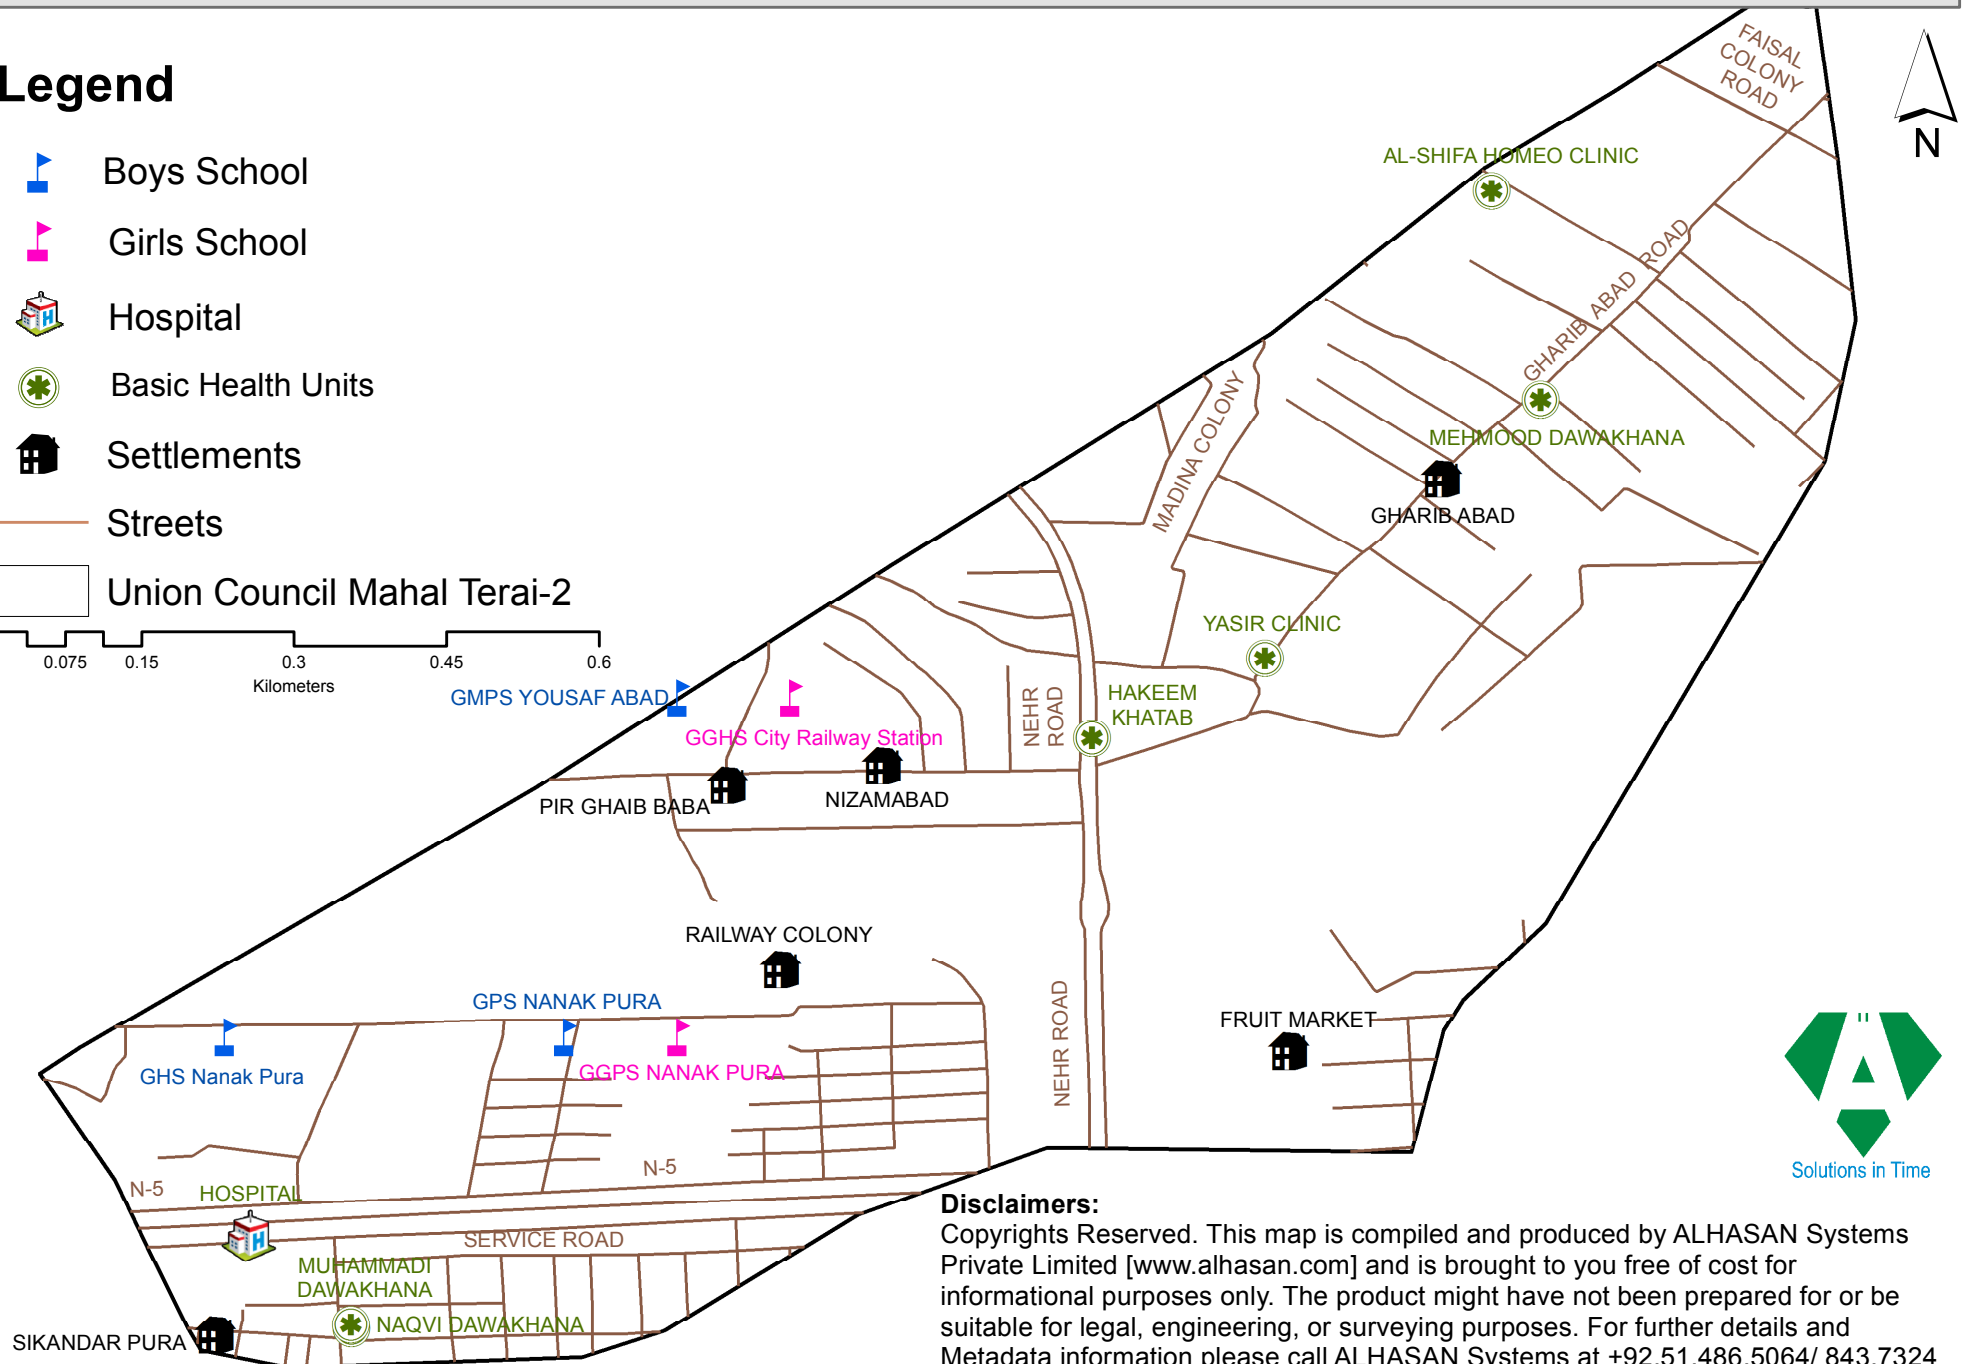 Legend
Boys School
Girls School
Hospital
Basic Health Units
Settlements
Streets
Union Council Mahal Terai-2
0.075 0.15 0.3 0.45 0.6
Kilometers
N
FAISAL
COLONY
ROAD
AL-SHIFA HOMEO CLINIC
GHARIB ABAD ROAD
MEHMOOD DAWAKHANA
GHARIB ABAD
MADINA COLONY
YASIR CLINIC
HAKEEM
KHATAB
NEHR
ROAD
GMPS YOUSAF ABAD
GGHS City Railway Station
PIR GHAIB BABA
NIZAMABAD
RAILWAY COLONY
NEHR ROAD
FRUIT MARKET
GPS NANAK PURA
GHS Nanak Pura
GGPS NANAK PURA
N-5
N-5
HOSPITAL
SERVICE ROAD
MUHAMMADI
DAWAKHANA
NAQVI DAWAKHANA
SIKANDAR PURA
A
Solutions in Time
Disclaimers:
Copyrights Reserved. This map is compiled and produced by ALHASAN Systems
Private Limited [www.alhasan.com] and is brought to you free of cost for
informational purposes only. The product might have not been prepared for or be
suitable for legal, engineering, or surveying purposes. For further details and
Metadata information please call ALHASAN Systems at +92.51.486.5064/ 843.7324